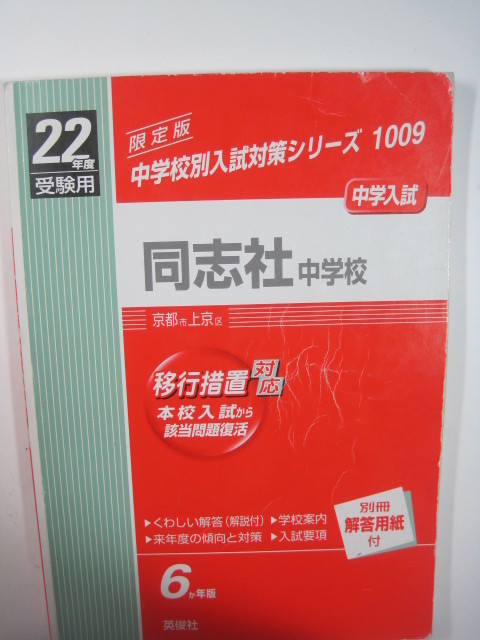 22年度
受験用
限定版
中学校別入試対策シリーズ 1009
中学入試
同志社 中学校
京都市上京区
移行措置対応
本校入試から
該当問題復活
▶くわしい解答(解説付) ▶学校案内
▶来年度の傾向と対策 ▶入試要項
別冊
解答用紙
付
6か年版
英俊社